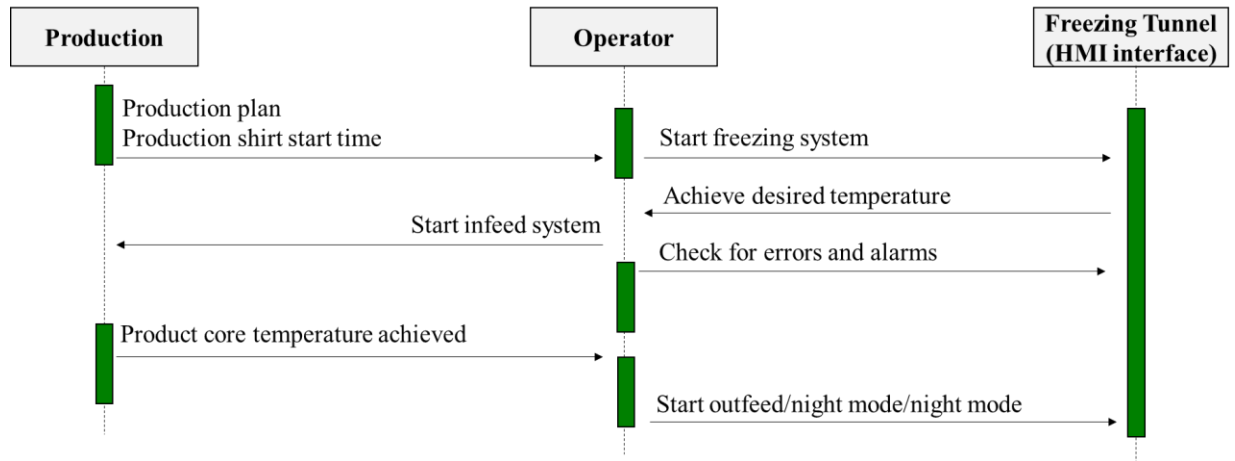 Production
Operator
Freezing Tunnel
(HMI interface)
Production plan
Production shirt start time
Start freezing system
Achieve desired temperature
Start infeed system
Check for errors and alarms
Product core temperature achieved
Start outfeed/night mode/night mode